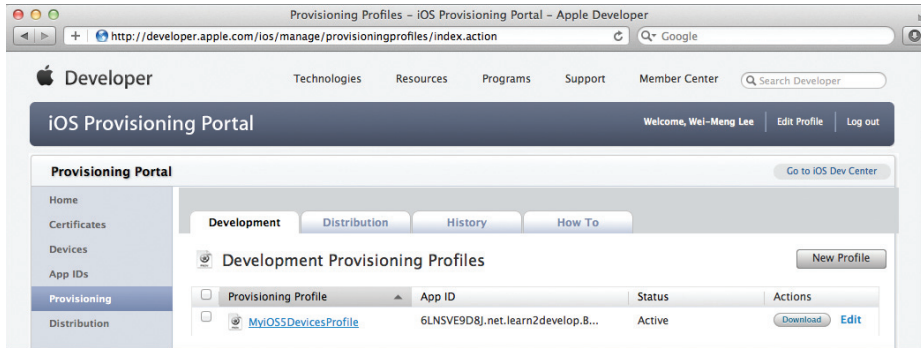 Provisioning Profiles – iOS Provisioning Portal – Apple Developer
http://developer.apple.com/ios/manage/provisioningprofiles/index.action
Google
Developer
Technologies Resources Programs Support Member Center Search Developer
iOS Provisioning Portal
Welcome, Wei-Meng Lee Edit Profile Log out
Provisioning Portal
Go to iOS Dev Center
Home
Certificates
Devices
App IDs
Provisioning
Distribution
Development Distribution History How To
Development Provisioning Profiles
New Profile
Provisioning Profile App ID Status Actions
MyiOS5DevicesProfile 6LNSVE9D8J.net.learn2develop.B... Active Download Edit